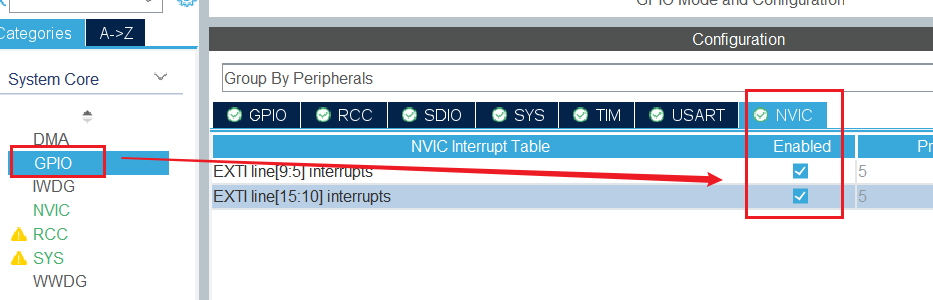 GPIO Mode and Configuration
Categories
A->Z
Configuration
System Core
Group By Peripherals
GPIO
RCC
SDIO
SYS
TIM
USART
NVIC
NVIC Interrupt Table
Enabled
EXTI line[9:5] interrupts
5
EXTI line[15:10] interrupts
5
DMA
GPIO
IWDG
NVIC
RCC
SYS
WWDG